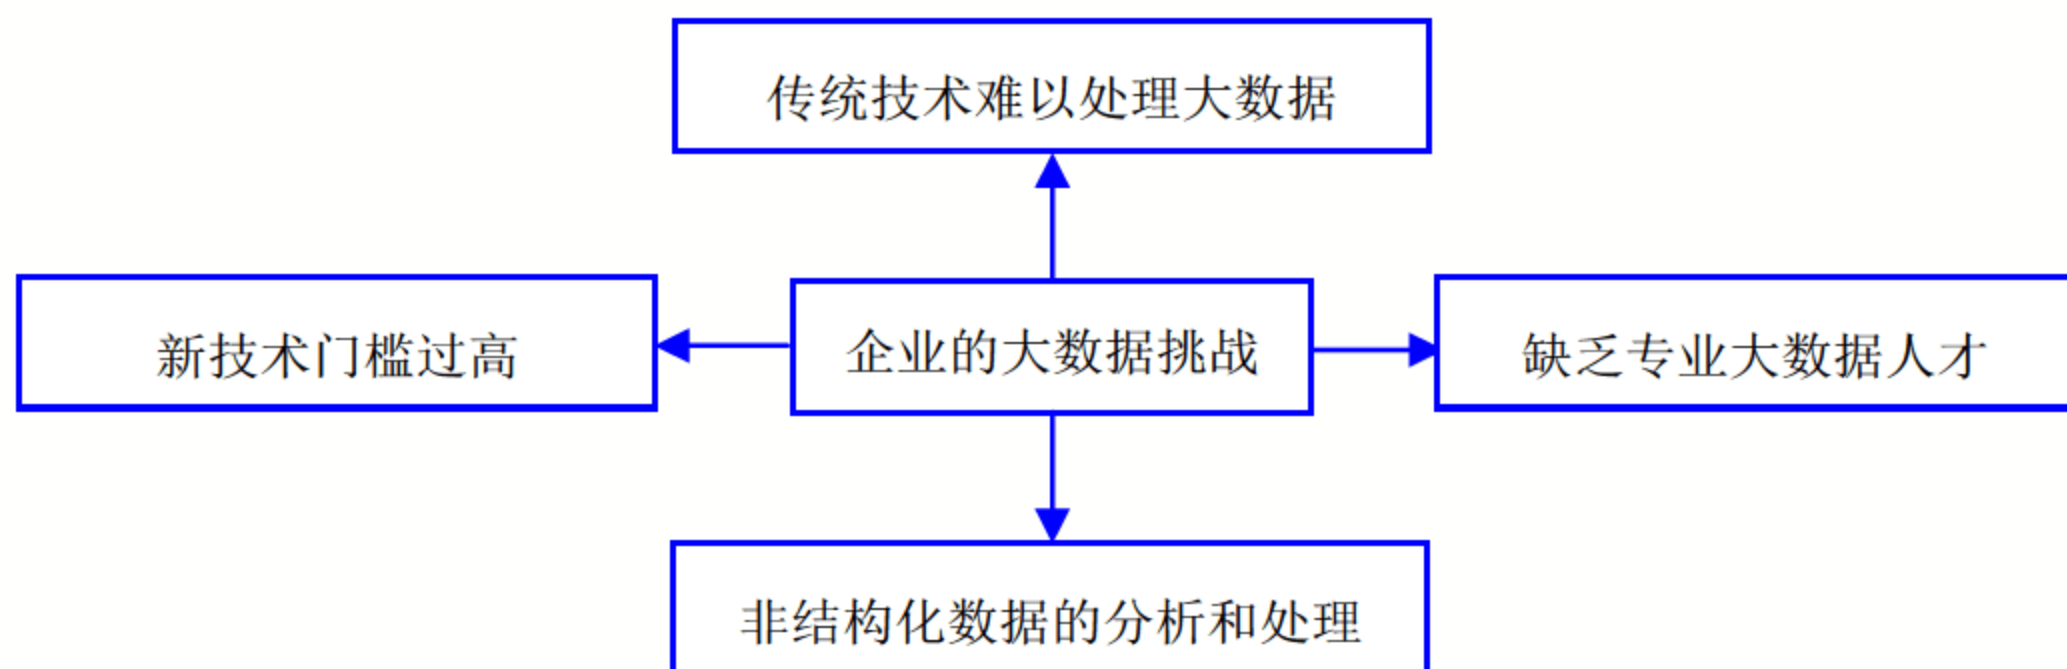 传统技术难以处理大数据
新技术门槛过高
企业的大数据挑战
缺乏专业大数据人才
非结构化数据的分析和处理